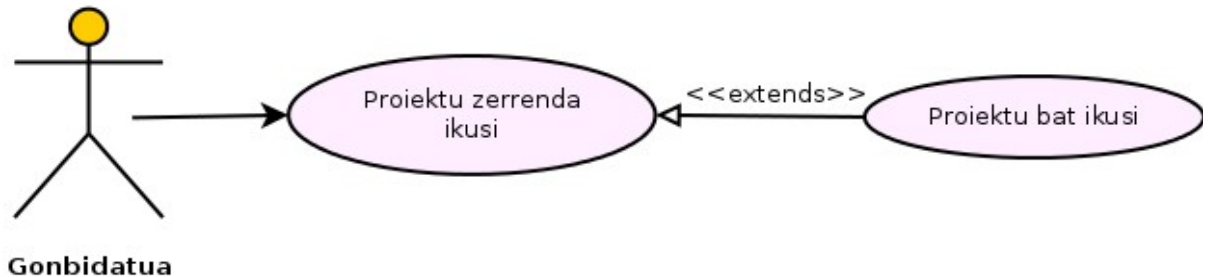 Proiektu zerrenda
ikusi
<<extends>>
Proiektu bat ikusi
Gonbidatua